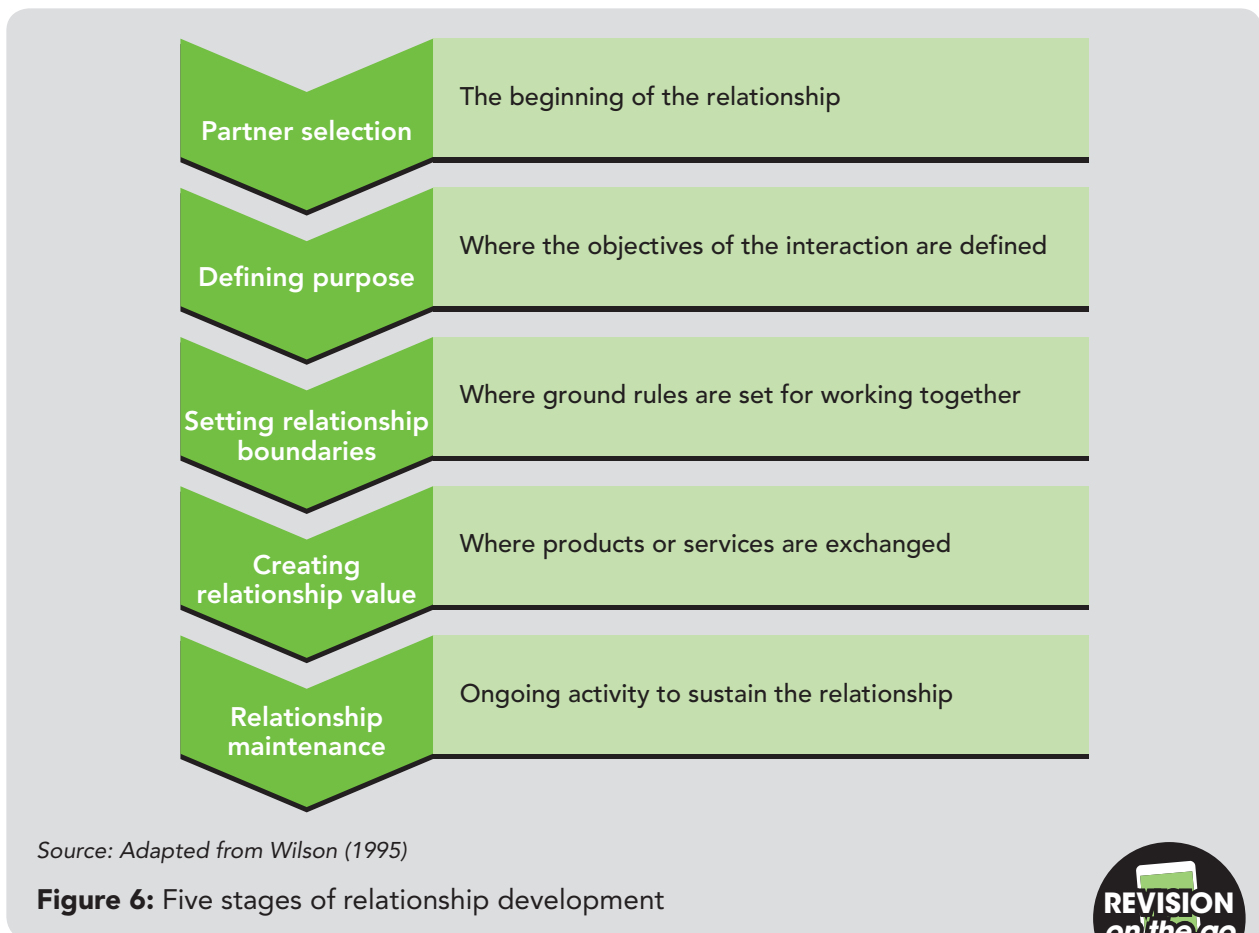 Partner selection
The beginning of the relationship
Defining purpose
Where the objectives of the interaction are defined
Setting relationship
boundaries
Where ground rules are set for working together
Creating
relationship value
Where products or services are exchanged
Relationship
maintenance
Ongoing activity to sustain the relationship
Source: Adapted from Wilson (1995)
Figure 6: Five stages of relationship development
REVISION
on the go